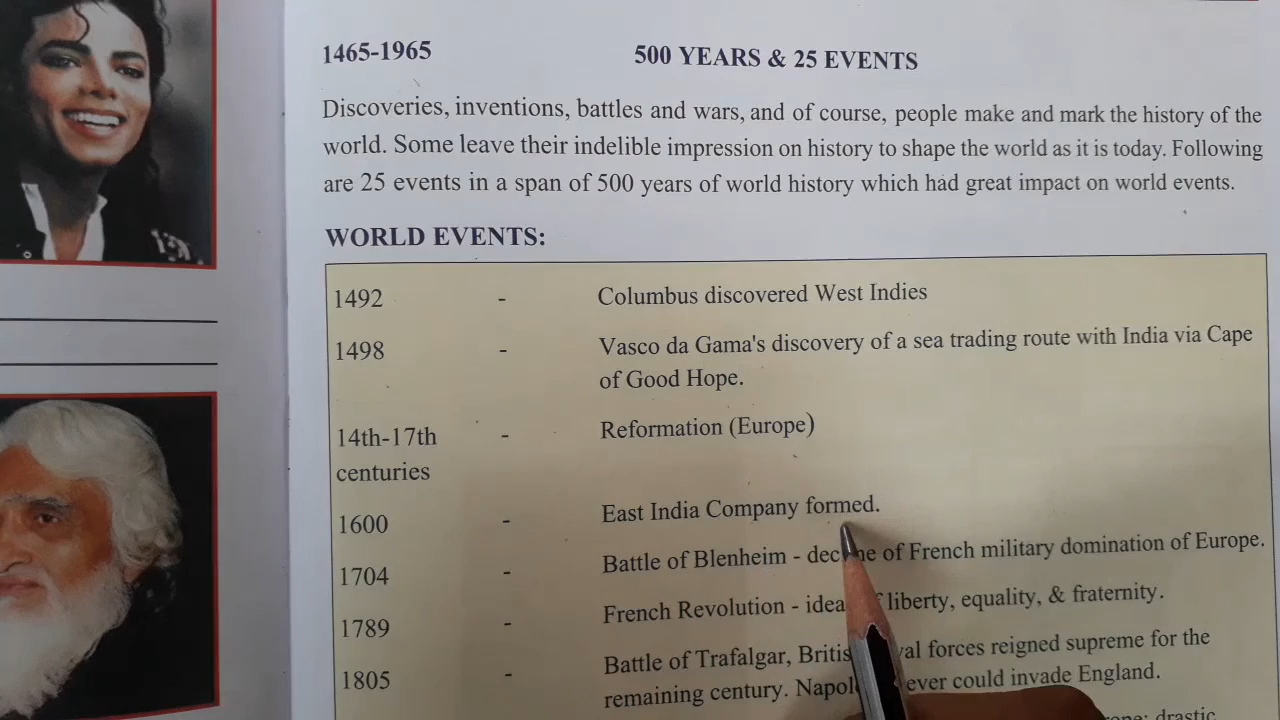 1465-1965 500 YEARS & 25 EVENTS
Discoveries, inventions, battles and wars, and of course, people make and mark the history of the
world. Some leave their indelible impression on history to shape the world as it is today. Following
are 25 events in a span of 500 years of world history which had great impact on world events.
WORLD EVENTS:
1492 - Columbus discovered West Indies
1498 - Vasco da Gama's discovery of a sea trading route with India via Cape
of Good Hope.
14th-17th - Reformation (Europe)
centuries
1600 - East India Company formed.
1704 - Battle of Blenheim - decline of French military domination of Europe.
1789 - French Revolution - idea liberty, equality, & fraternity.
1805 - Battle of Trafalgar, forces reigned supreme for the
remaining century. could invade England.
drastic